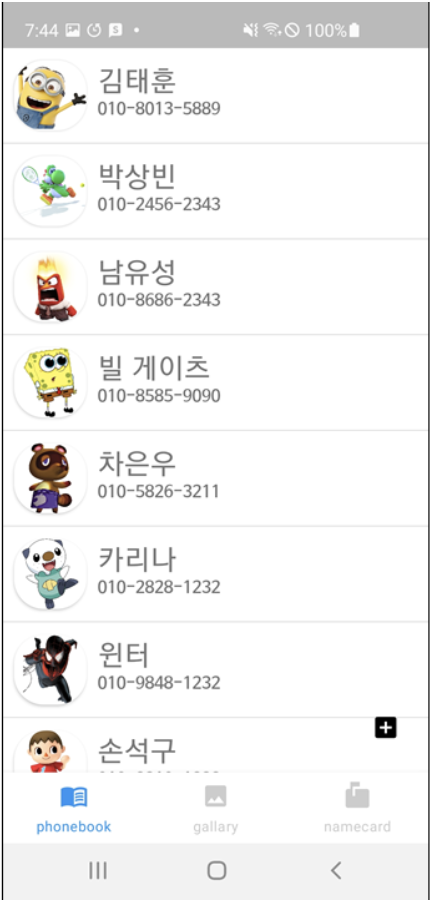 7:44
100%
김태훈
010-8013-5889
박상빈
010-2456-2343
남유성
010-8686-2343
빌 게이츠
010-8585-9090
차은우
010-5826-3211
카리나
010-2828-1232
윈터
010-9848-1232
손석구
phonebook
gallary
namecard